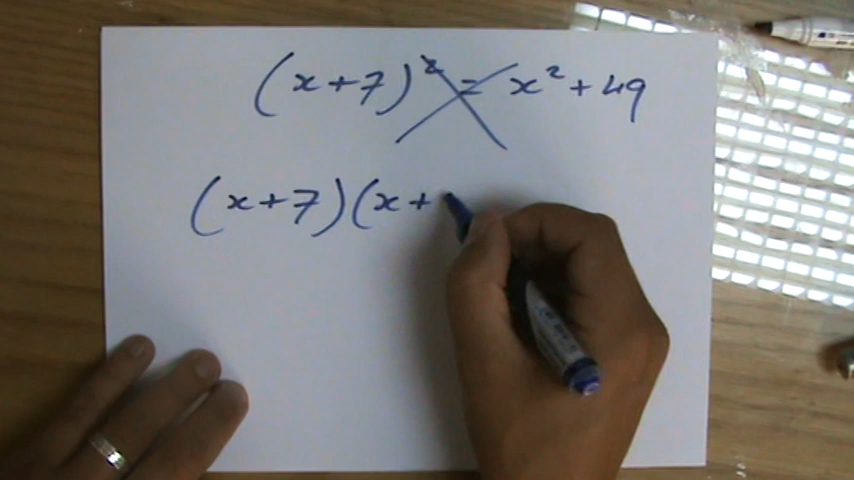 (x+7)² = x² + 49
(x+7)(x+